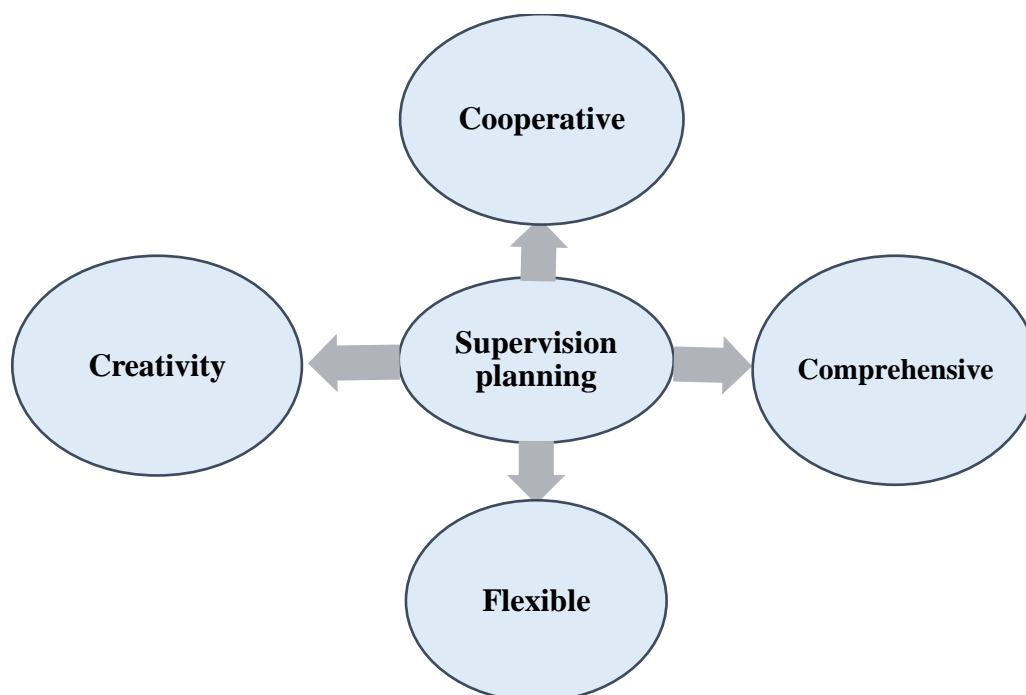 Cooperative
Creativity
Supervision
planning
Comprehensive
Flexible